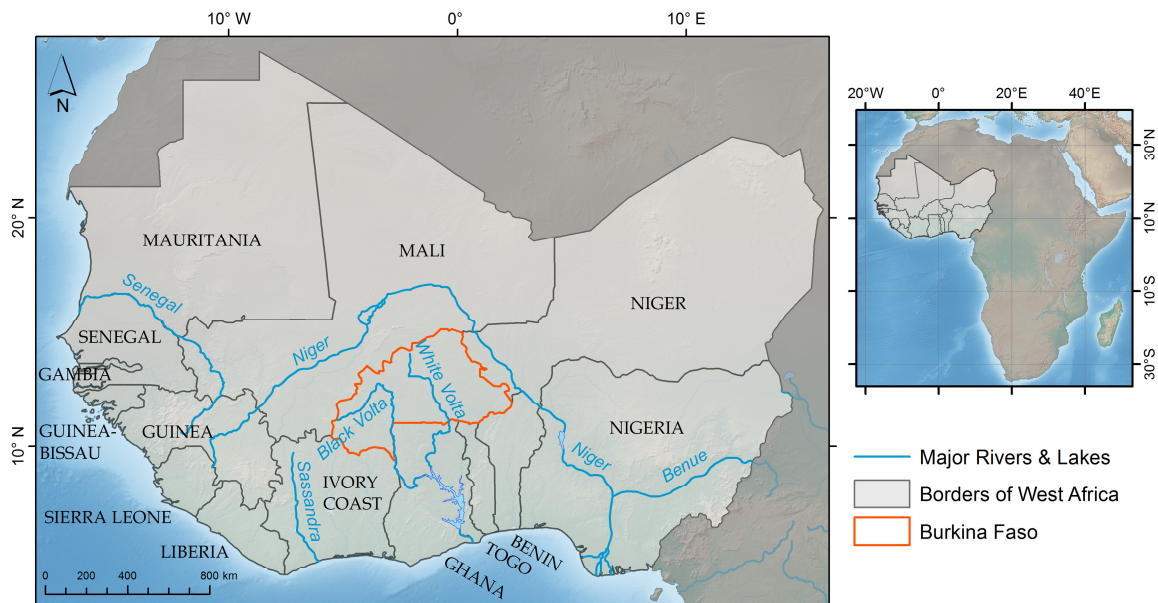 10° W
0°
10° E
20° N
10° N
N
MAURITANIA
MALI
NIGER
Senegal
SENEGAL
GAMBIA
GUINEA-
BISSAU
GUINEA
Niger
White Volta
Black Volta
NIGERIA
Niger
Benue
Sassandra
IVORY
COAST
SIERRA LEONE
LIBERIA
BENIN
TOGO
GHANA
0 200 400 800 km
20°W
0°
20°E
40°E
30°N
10°N
10°S
30°S
Major Rivers & Lakes
Borders of West Africa
Burkina Faso